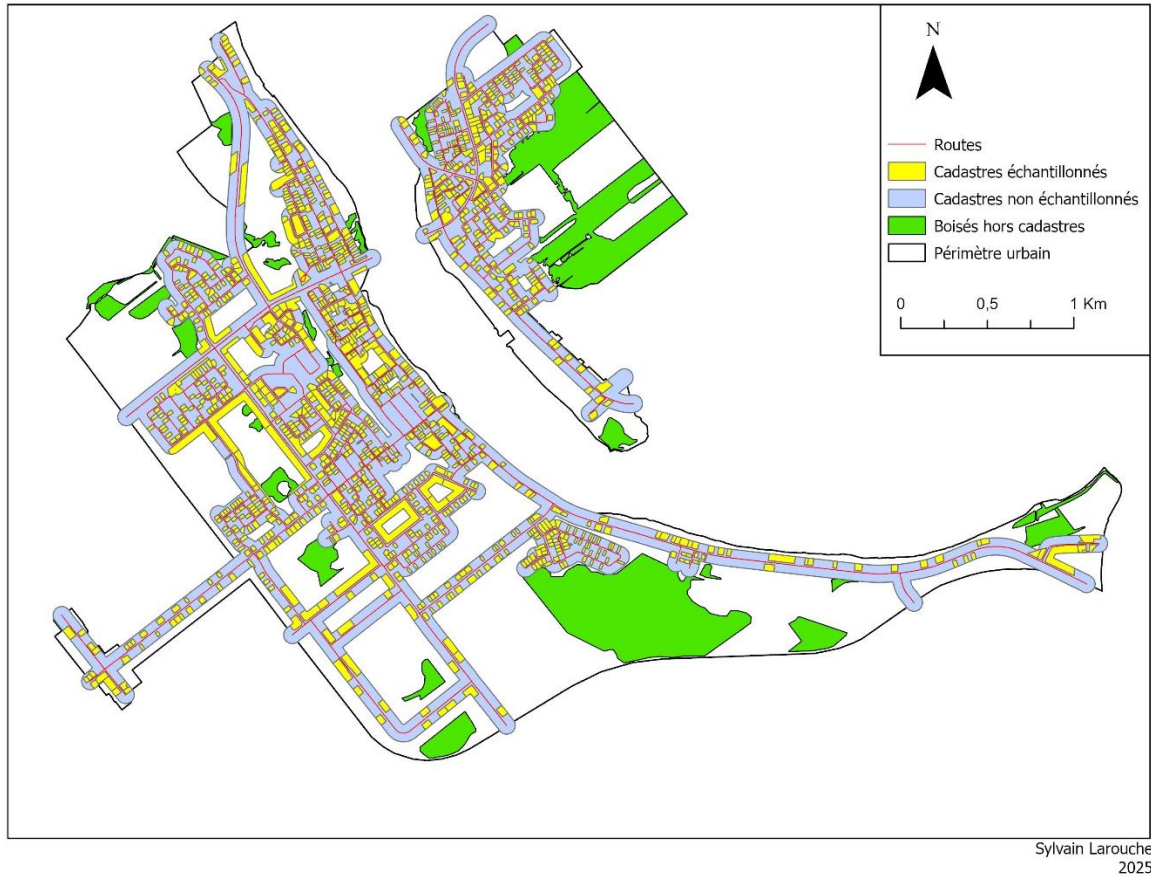 N
Routes
Cadastres échantillonnés
Cadastres non échantillonnés
Boisés hors cadastres
Périmètre urbain
0 0,5 1 Km
Sylvain Larouche
2025